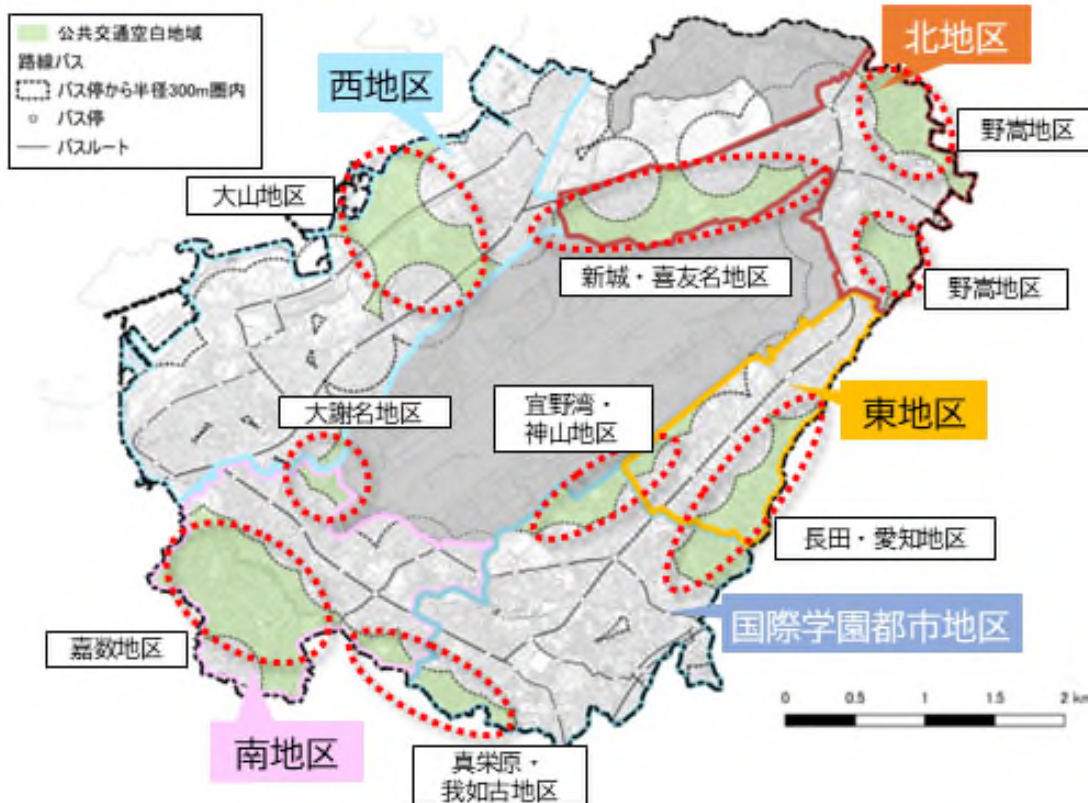 公共交通空白地域
路線バス
バス停から半径300m圏内
バス停
バスルート
北地区
西地区
野嵩地区
大山地区
新城・喜友名地区
野嵩地区
大謝名地区
宜野湾・
神山地区
東地区
長田・愛知地区
国際学園都市地区
嘉数地区
0 0.5 1 1.5 2 km
南地区
真栄原・
我如古地区